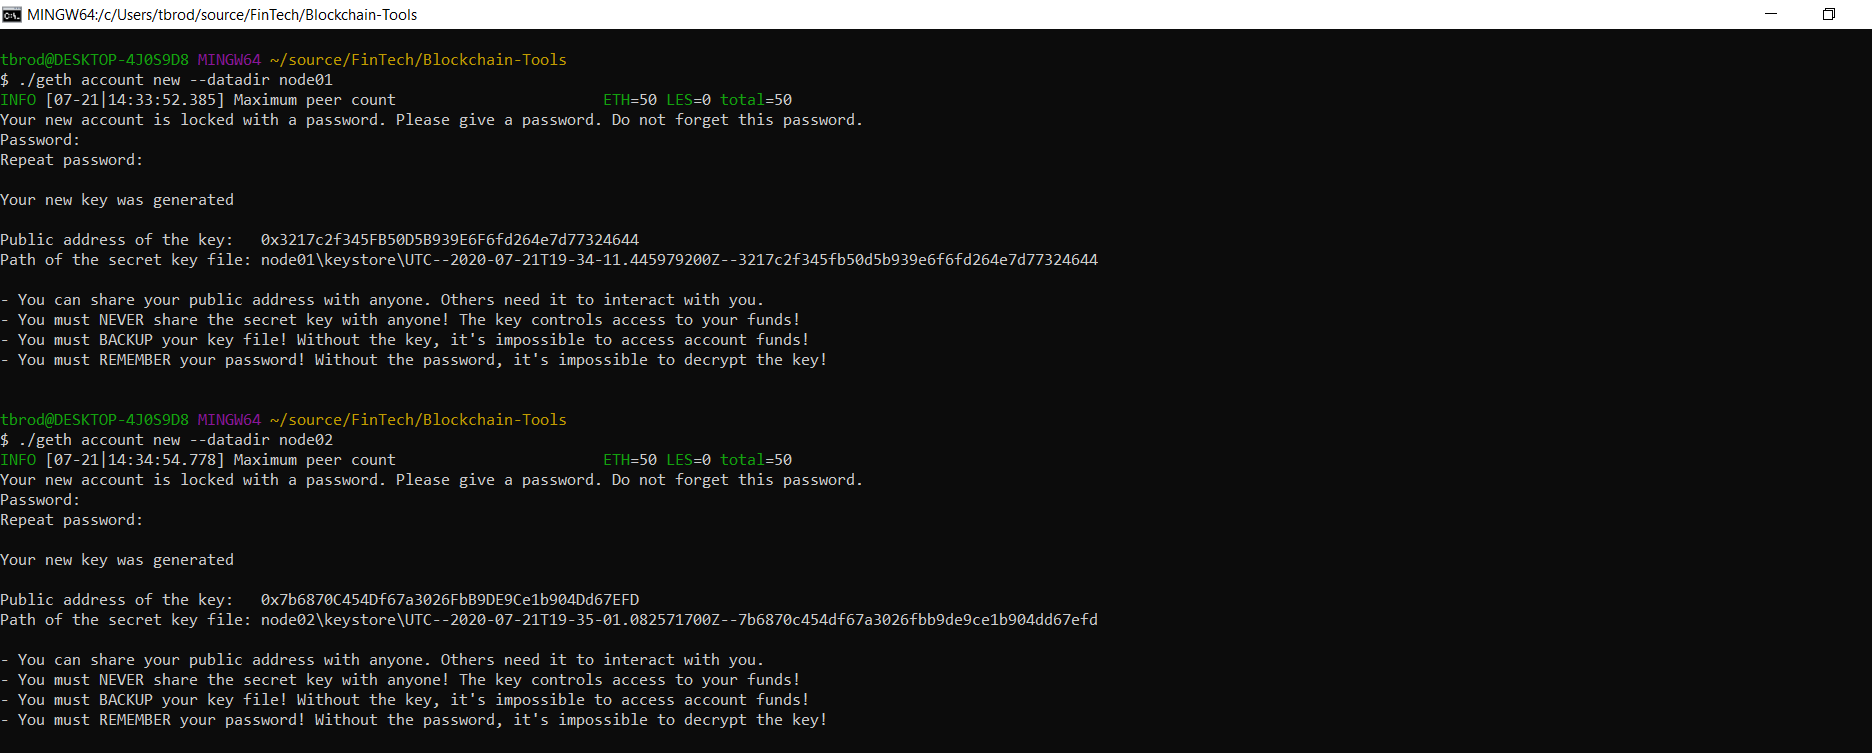 MINGW64:/c/Users/tbrod/source/FinTech/Blockchain-Tools
tbrod@DESKTOP-4J0S9D8 MINGW64 ~/source/FinTech/Blockchain-Tools
$ ./geth account new --datadir node01
INFO [07-21|14:33:52.385] Maximum peer count ETH=50 LES=0 total=50
Your new account is locked with a password. Please give a password. Do not forget this password.
Password:
Repeat password:
Your new key was generated
Public address of the key: 0x3217c2f345FB50D5B939E6F6fd264e7d77324644
Path of the secret key file: node01\keystore\UTC--2020-07-21T19-34-11.445979200Z--3217c2f345fb50d5b939e6f6fd264e7d77324644
- You can share your public address with anyone. Others need it to interact with you.
- You must NEVER share the secret key with anyone! The key controls access to your funds!
- You must BACKUP your key file! Without the key, it's impossible to access account funds!
- You must REMEMBER your password! Without the password, it's impossible to decrypt the key!
tbrod@DESKTOP-4J0S9D8 MINGW64 ~/source/FinTech/Blockchain-Tools
$ ./geth account new --datadir node02
INFO [07-21|14:34:54.778] Maximum peer count ETH=50 LES=0 total=50
Your new account is locked with a password. Please give a password. Do not forget this password.
Password:
Repeat password:
Your new key was generated
Public address of the key: 0x7b6870C454Df67a3026FbB9DE9Ce1b904Dd67EFD
Path of the secret key file: node02\keystore\UTC--2020-07-21T19-35-01.082571700Z--7b6870c454df67a3026fbb9de9ce1b904dd67efd
- You can share your public address with anyone. Others need it to interact with you.
- You must NEVER share the secret key with anyone! The key controls access to your funds!
- You must BACKUP your key file! Without the key, it's impossible to access account funds!
- You must REMEMBER your password! Without the password, it's impossible to decrypt the key!